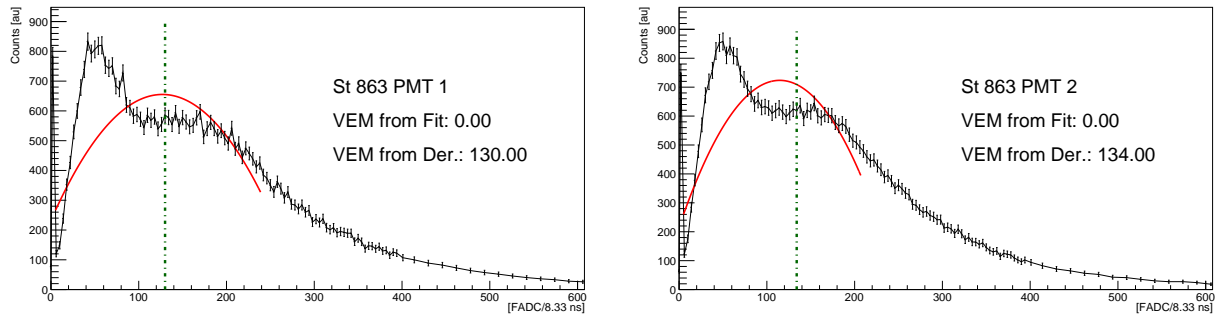 Counts [au]
900
800
700
600
500
400
300
200
100
0
St 863 PMT 1
VEM from Fit: 0.00
VEM from Der.: 130.00
0 100 200 300 400 500 600
[FADC/8.33 ns]
Counts [au]
900
800
700
600
500
400
300
200
100
0
St 863 PMT 2
VEM from Fit: 0.00
VEM from Der.: 134.00
0 100 200 300 400 500 600
[FADC/8.33 ns]